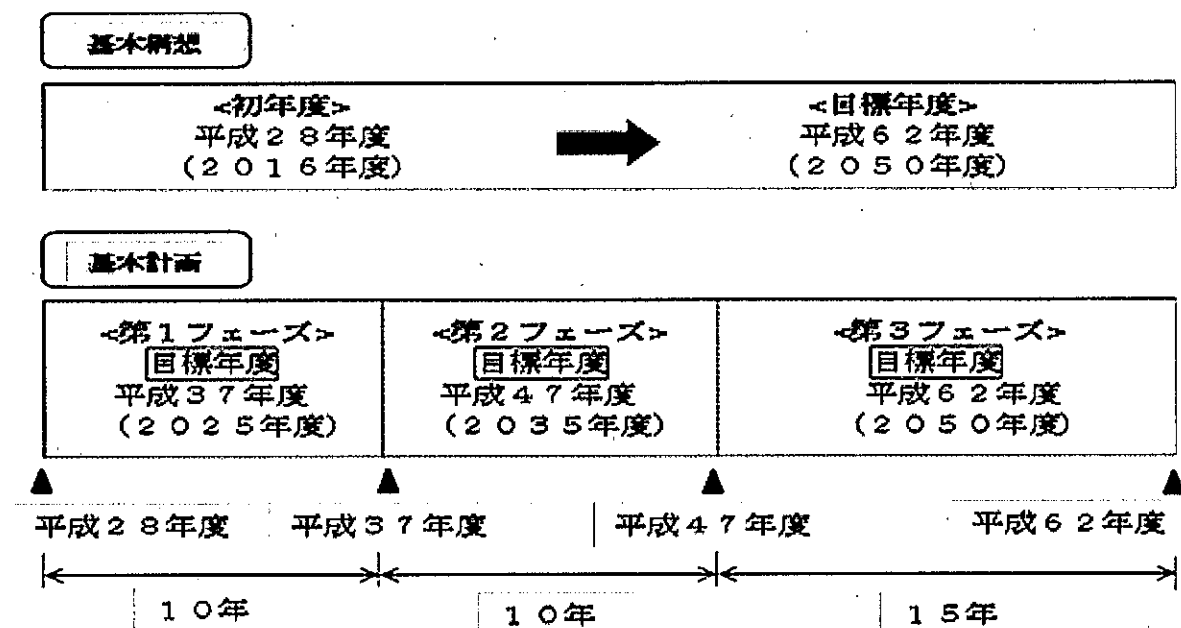 基本構想
<初年度>
平成28年度
(2016年度)
<目標年度>
平成62年度
(2050年度)
基本計画
<第1フェーズ>
目標年度
平成37年度
(2025年度)
<第2フェーズ>
目標年度
平成47年度
(2035年度)
<第3フェーズ>
目標年度
平成62年度
(2050年度)
平成28年度 平成37年度 平成47年度 平成62年度
10年 10年 15年